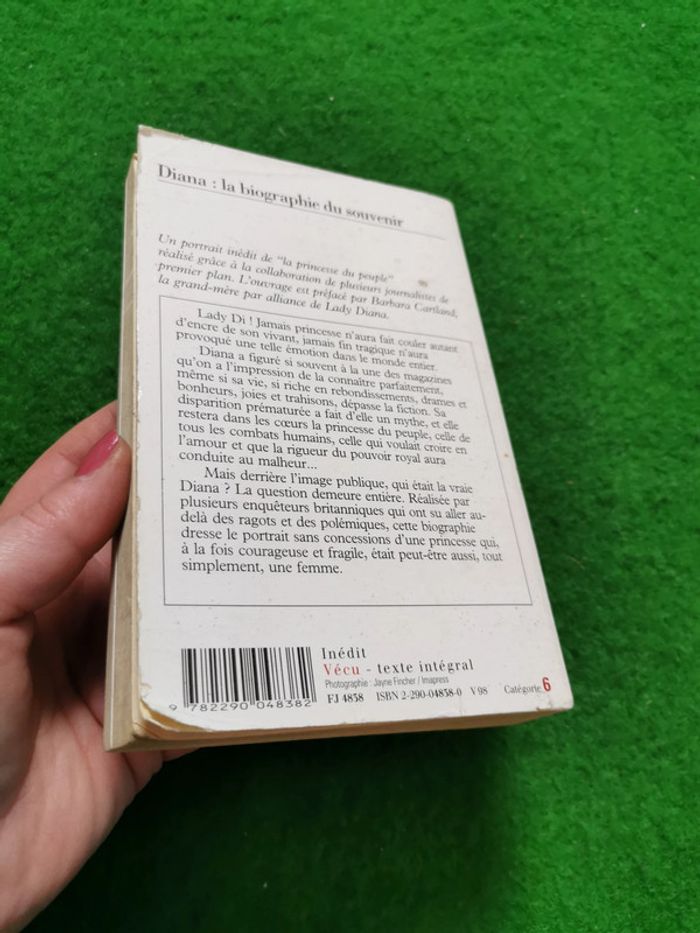 Diana : la biographie du souvenir
Un portrait inédit de "la princesse du peuple"
réalisé grâce à la collaboration de plusieurs journalistes de
premier plan. L'ouvrage est préfacé par Barbara Cartland,
la grand-mère par alliance de Lady Diana.
Lady Di ! Jamais princesse n'aura fait couler autant
d'encre de son vivant, jamais fin tragique n'aura
provoqué une telle émotion dans le monde entier.
Diana a figuré si souvent à la une des magazines
qu'on a l'impression de la connaître parfaitement,
même si sa vie, si riche en rebondissements, drames et
bonheurs, joies et trahisons, dépasse la fiction. Sa
disparition prématurée a fait d'elle un mythe, et elle
restera dans les cœurs la princesse du peuple, celle de
tous les combats humains, celle qui voulait croire en
l'amour et que la rigueur du pouvoir royal aura
conduite au malheur...
Mais derrière l'image publique, qui était la vraie
Diana ? La question demeure entière. Réalisée par
plusieurs enquêteurs britanniques qui ont su aller au-
delà des ragots et des polémiques, cette biographie
dresse le portrait sans concessions d'une princesse qui,
à la fois courageuse et fragile, était peut-être aussi, tout
simplement, une femme.
Inédit
Vécu - texte intégral
Photographie : Jayne Fincher / Imapress
FJ 4838 ISBN 2-290-04838-0 V 98 Catégorie 6
9 782290 048382